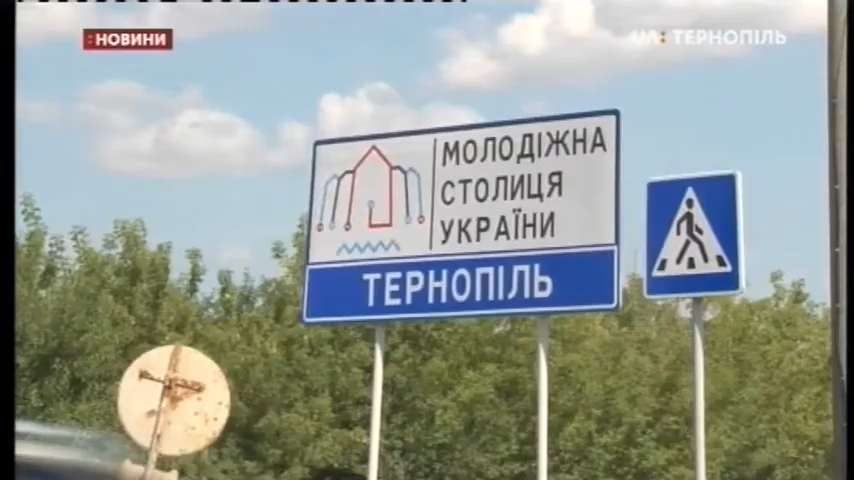 :НОВИНИ
UA: ТЕРНОПІЛЬ
МОЛОДІЖНА
СТОЛИЦЯ
УКРАЇНИ
ТЕРНОПІЛЬ